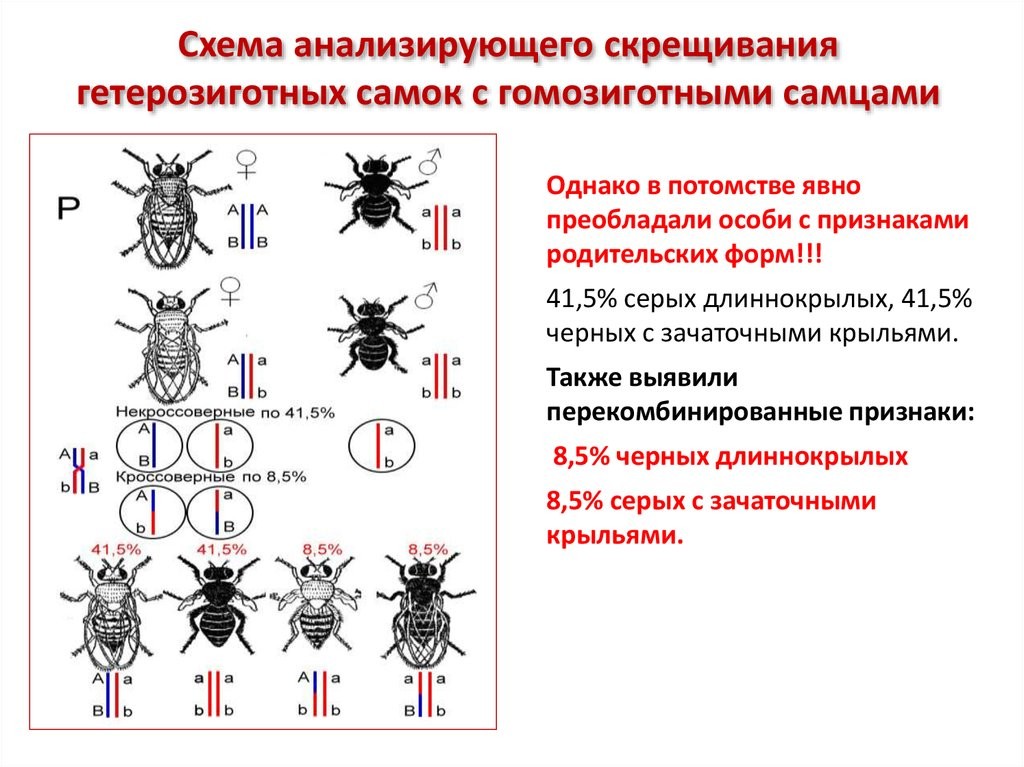 Схема анализирующего скрещивания
гетерозиготных самок с гомозиготными самцами
P
♀
♂
A A
B B
a a
b b
♀
♂
A a
B b
a a
b b
Некроссоверные по 41,5%
A a a
B b b
A a
b B
Кроссоверные по 8,5%
A a
b B
41,5% 41,5% 8,5% 8,5%
A a a a A a a a
B b b b b b B b
Однако в потомстве явно
преобладали особи с признаками
родительских форм!!!
41,5% серых длиннокрылых, 41,5%
черных с зачаточными крыльями.
Также выявили
перекомбинированные признаки:
8,5% черных длиннокрылых
8,5% серых с зачаточными
крыльями.